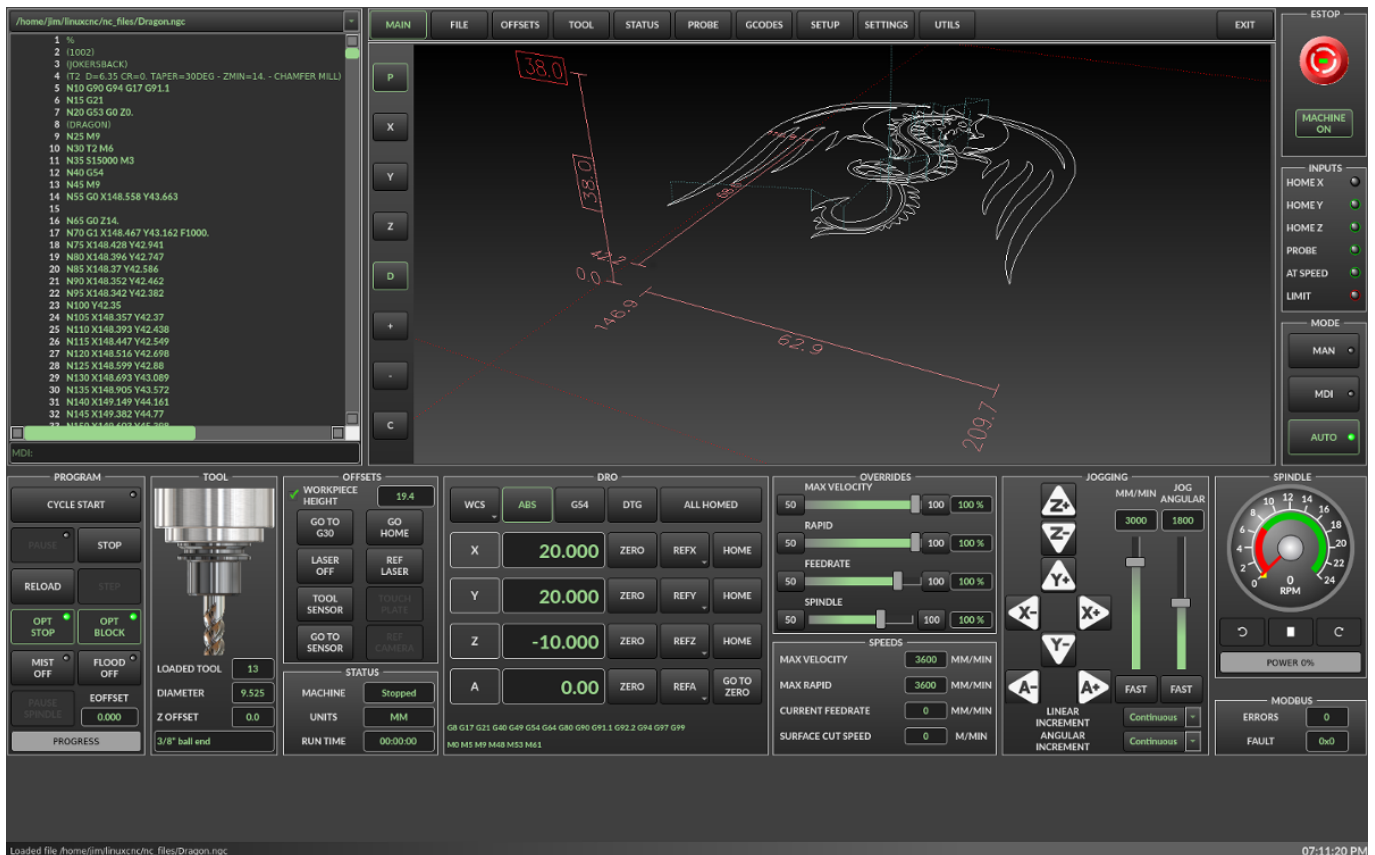 /home/jim/linuxcnc/nc_files/Dragon.ngc
1 %
2 (1002)
3 (JOKERSBACK)
4 (T2 D=6.35 CR=0. TAPER=30DEG - ZMIN=14. - CHAMFER MILL)
5 N10 G90 G94 G17 G91.1
6 N15 G21
7 N20 G53 G0 Z0.
8 (DRAGON)
9 N25 M9
10 N30 T2 M6
11 N35 S15000 M3
12 N40 G54
13 N45 M9
14 N55 G0 X148.558 Y43.663
15
16 N65 G0 Z14.
17 N70 G1 X148.467 Y43.162 F1000.
18 N75 X148.428 Y42.941
19 N80 X148.396 Y42.747
20 N85 X148.37 Y42.586
21 N90 X148.352 Y42.462
22 N95 X148.342 Y42.382
23 N100 Y42.35
24 N105 X148.357 Y42.37
25 N110 X148.393 Y42.438
26 N115 X148.447 Y42.549
27 N120 X148.516 Y42.698
28 N125 X148.599 Y42.88
29 N130 X148.693 Y43.089
30 N135 X148.905 Y43.572
31 N140 X149.149 Y44.161
32 N145 X149.382 Y44.77
MDI:
MAIN FILE OFFSETS TOOL STATUS PROBE GCODES SETUP SETTINGS UTILS EXIT
P
X
Y
Z
D
+
-
C
38.0
38.0
42.2
0.0
146.9
62.9
209.7
ESTOP
MACHINE
ON
INPUTS
HOME X
HOME Y
HOME Z
PROBE
AT SPEED
LIMIT
MODE
MAN
MDI
AUTO
PROGRAM
CYCLE START
PAUSE STOP
RELOAD STEP
OPT
STOP
OPT
BLOCK
MIST
OFF
FLOOD
OFF
PAUSE
SPINDLE
EOFFSET
0.000
PROGRESS
TOOL
LOADED TOOL 13
DIAMETER 9.525
Z OFFSET 0.0
3/8" ball end
OFFSETS
WORKPIECE
HEIGHT
19.4
GO TO
G30
GO
HOME
LASER
OFF
REF
LASER
TOOL
SENSOR
TOUCH
PLATE
GO TO
SENSOR
REF
CAMERA
STATUS
MACHINE Stopped
UNITS MM
RUN TIME 00:00:00
DRO
WCS ABS G54 DTG ALL HOMED
X 20.000 ZERO REFX HOME
Y 20.000 ZERO REFY HOME
Z -10.000 ZERO REFZ HOME
A 0.00 ZERO REFA GO TO
ZERO
G8 G17 G21 G40 G49 G54 G64 G80 G90 G91.1 G92.2 G94 G97 G99
M0 M5 M9 M48 M53 M61
OVERRIDES
MAX VELOCITY
50 100 100 %
RAPID
50 100 100 %
FEEDRATE
50 100 100 %
SPINDLE
50 100 100 %
SPEEDS
MAX VELOCITY 3600 MM/MIN
MAX RAPID 3600 MM/MIN
CURRENT FEEDRATE 0 MM/MIN
SURFACE CUT SPEED 0 M/MIN
JOGGING
Z+
Z-
Y+
X- X+
Y-
A- A+
MM/MIN
JOG
ANGULAR
3000 1800
FAST FAST
LINEAR
INCREMENT
Continuous
ANGULAR
INCREMENT
Continuous
SPINDLE
0 2 4 6 8 10 12 14 16 18 20 22 24
0
RPM
POWER 0%
MODBUS
ERRORS 0
FAULT 0x0
Loaded file /home/jim/linuxcnc/nc_files/Dragon.ngc
07:11:20 PM